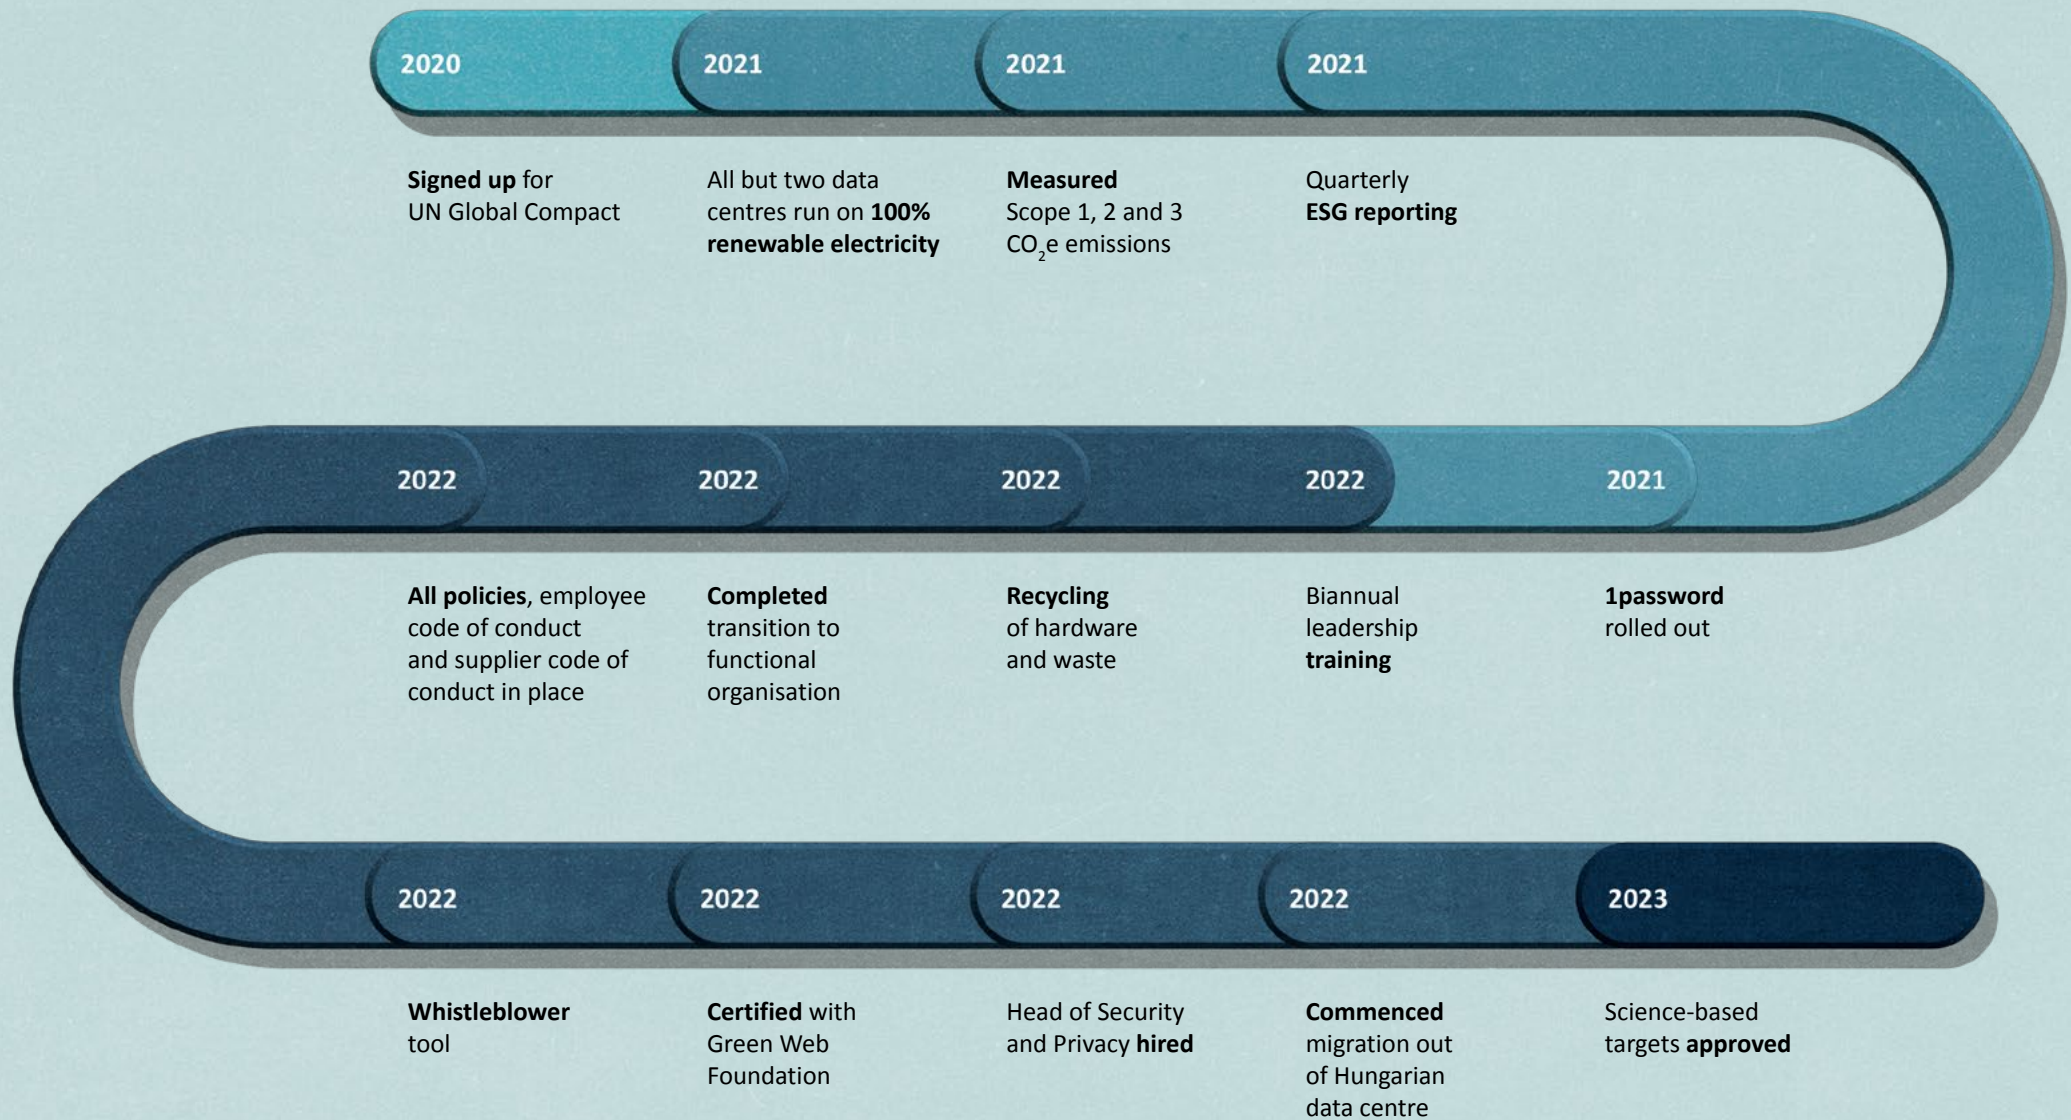 2020
2021
2021
2021
Signed up for
UN Global Compact
All but two data
centres run on 100%
renewable electricity
Measured
Scope 1, 2 and 3
CO₂e emissions
Quarterly
ESG reporting
2022
2022
2022
2022
2021
All policies, employee
code of conduct
and supplier code of
conduct in place
Completed
transition to
functional
organisation
Recycling
of hardware
and waste
Biannual
leadership
training
1password
rolled out
2022
2022
2022
2022
2023
Whistleblower
tool
Certified with
Green Web
Foundation
Head of Security
and Privacy hired
Commenced
migration out
of Hungarian
data centre
Science-based
targets approved